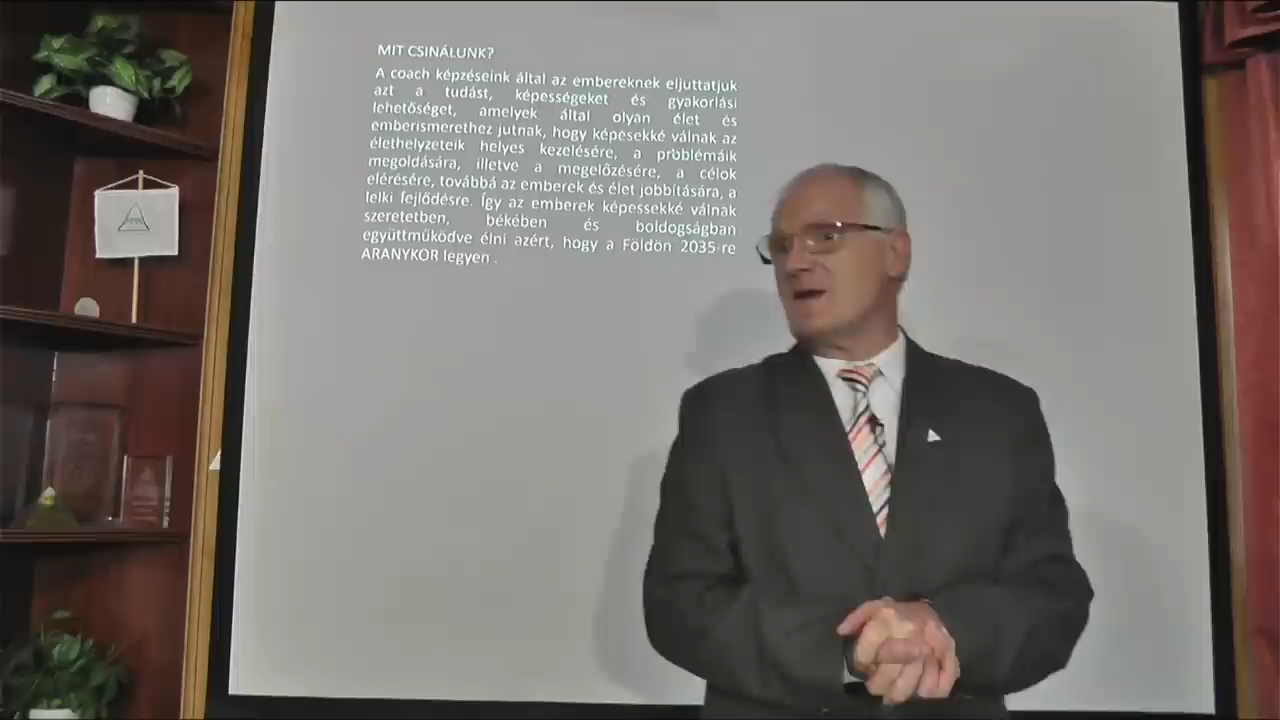 MIT CSINÁLUNK?
A coach képzéseink által az embereknek eljuttatjuk
azt a tudást, képességeket és gyakorlási
lehetőséget, amelyek által olyan élet és
emberismerethez jutnak, hogy képesekké válnak az
élethelyzeteik helyes kezelésére, a problémáik
megoldására, illetve a megelőzésére, a célok
elérésére, továbbá az emberek és élet jobbítására, a
lelki fejlődésre. Így az emberek képessekké válnak
szeretetben, békében és boldogságban
együttműködve élni azért, hogy a Földön 2035-re
ARANYKOR legyen .